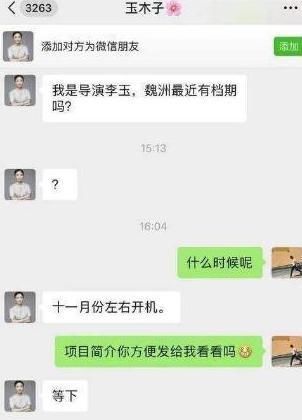 3263
玉木子🌸
添加对方为微信朋友
添加
我是导演李玉，魏洲最近有档期
吗？
15:13
？
16:04
什么时候呢
十一月份左右开机。
项目简介你方便发给我看看吗
等下